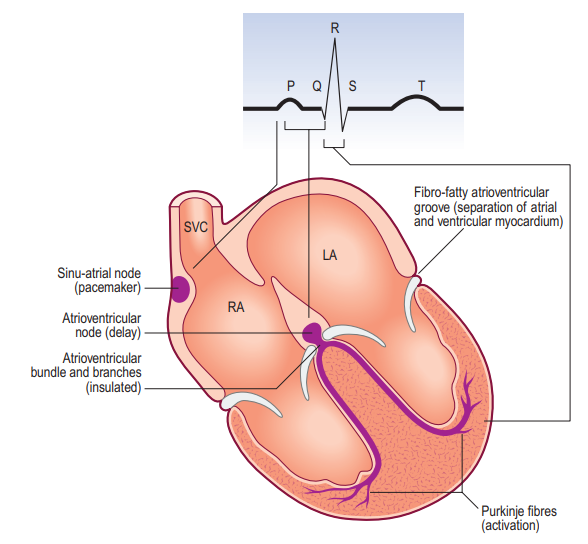 R
P
Q
S
T
Fibro-fatty atrioventricular
groove (separation of atrial
and ventricular myocardium)
SVC
LA
Sinu-atrial node
(pacemaker)
RA
Atrioventricular
node (delay)
Atrioventricular
bundle and branches
(insulated)
Purkinje fibres
(activation)